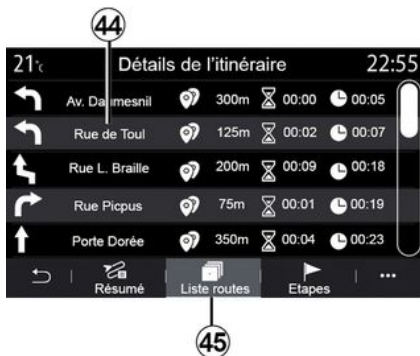 44
21°c Détails de l'itinéraire 22:55
Av. Daumesnil 300m 00:00 00:05
Rue de Toul 125m 00:02 00:07
Rue L. Braille 200m 00:09 00:18
Rue Picpus 75m 00:01 00:19
Porte Dorée 350m 00:04 00:23
Résumé Liste routes Etapes ...
45